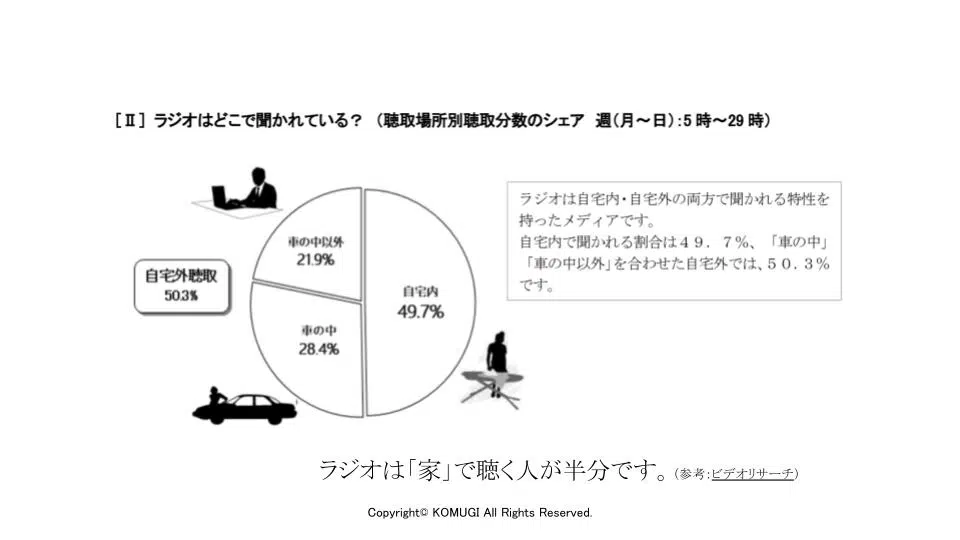 [Ⅱ] ラジオはどこで聞かれている？ (聴取場所別聴取分数のシェア 週(月～日):5時～29時)
車の中以外
21.9%
自宅外聴取
50.3%
自宅内
49.7%
車の中
28.4%
ラジオは自宅内・自宅外の両方で聞かれる特性を
持ったメディアです。
自宅内で聞かれる割合は４９．７％、「車の中」
「車の中以外」を合わせた自宅外では、５０．３％
です。
ラジオは「家」で聴く人が半分です。(参考:ビデオリサーチ)
Copyright© KOMUGI All Rights Reserved.